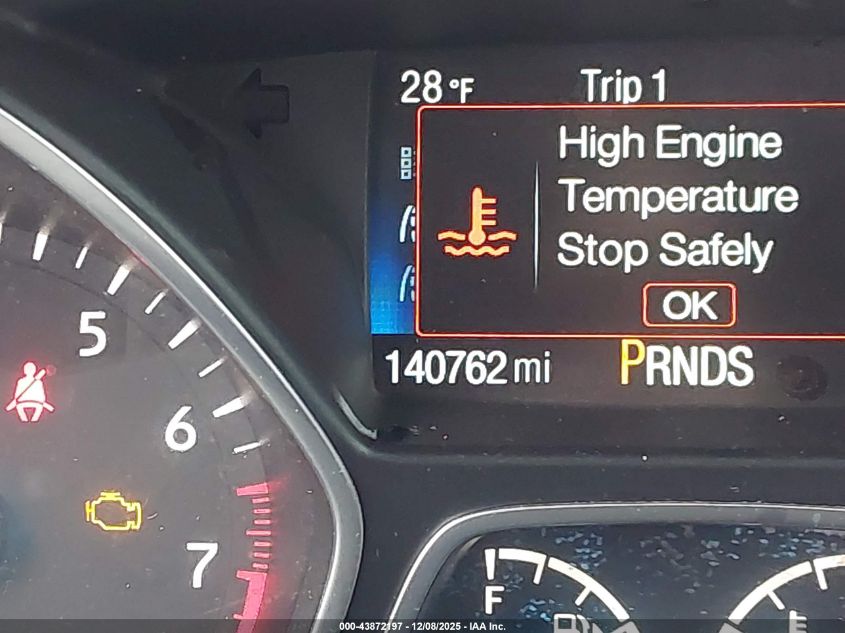 28 °F Trip 1
High Engine
Temperature
Stop Safely
OK
140762 mi PRNDS
5
6
7
F
000-43872197 - 12/08/2025 - IAA Inc.